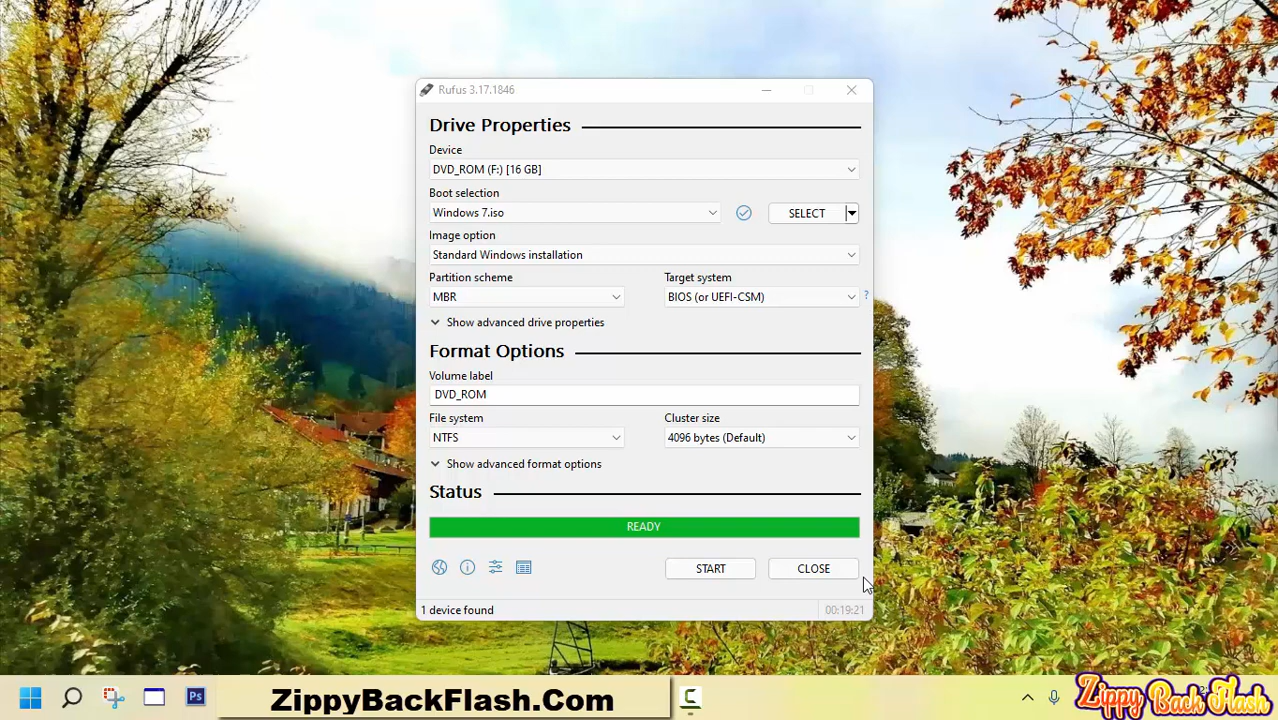 Rufus 3.17.1846
Drive Properties
Device
DVD_ROM (F:) [16 GB]
Boot selection
Windows 7.iso
SELECT
Image option
Standard Windows installation
Partition scheme
Target system
MBR
BIOS (or UEFI-CSM)
?
Show advanced drive properties
Format Options
Volume label
DVD_ROM
File system
Cluster size
NTFS
4096 bytes (Default)
Show advanced format options
Status
READY
START
CLOSE
1 device found
00:19:21
Ps
ZippyBackFlash.Com
C
Zippy Back Flash